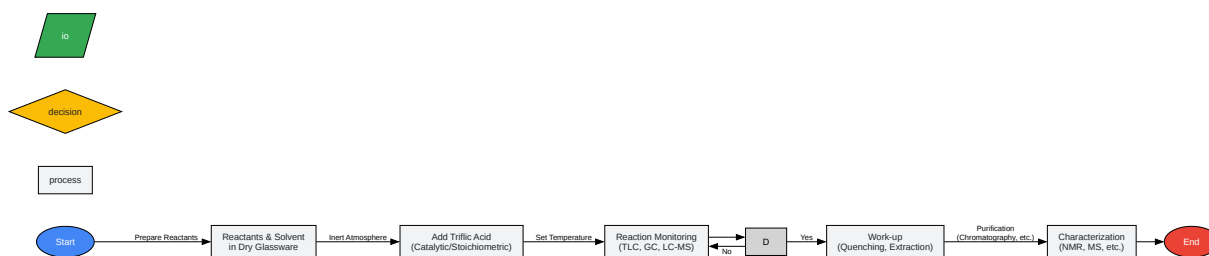 io
decision
process
Start
Prepare Reactants
Reactants & Solvent
in Dry Glassware
Inert Atmosphere
Add Triflic Acid
(Catalytic/Stoichiometric)
Set Temperature
Reaction Monitoring
(TLC, GC, LC-MS)
No
D
Yes
Work-up
(Quenching, Extraction)
Purification
(Chromatography, etc.)
Characterization
(NMR, MS, etc.)
End